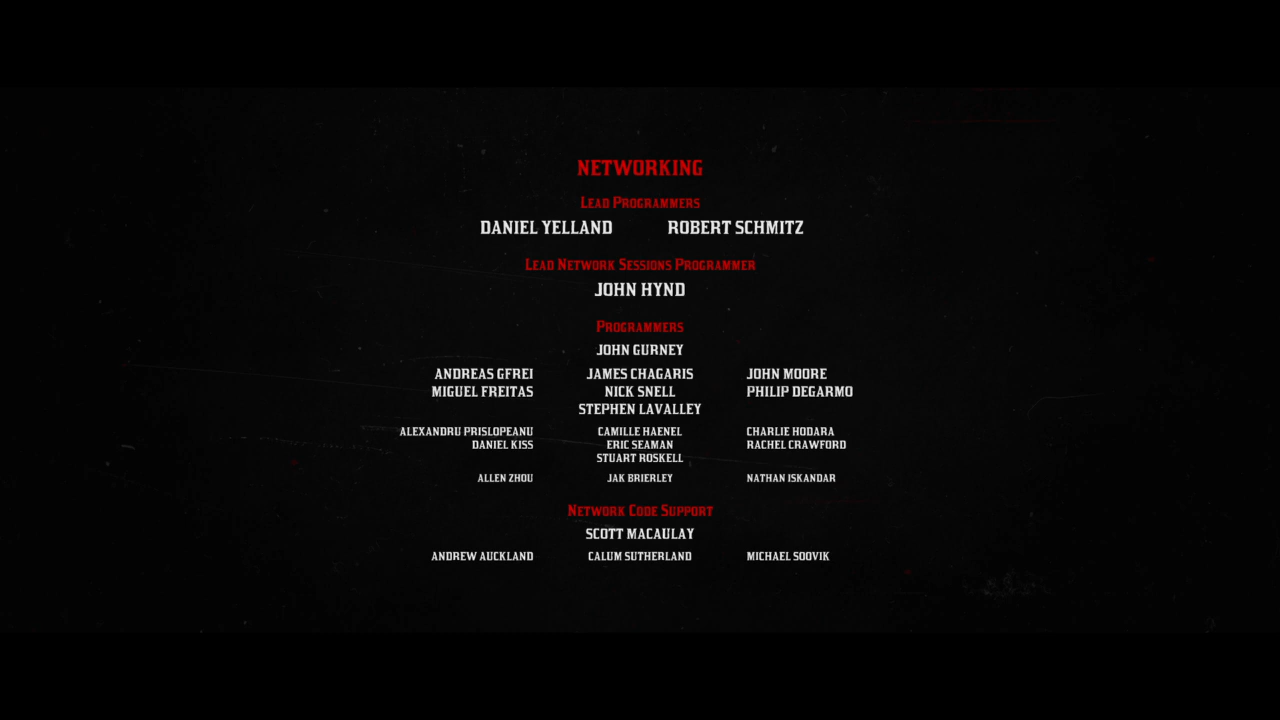 NETWORKING
LEAD PROGRAMMERS
DANIEL YELLAND ROBERT SCHMITZ
LEAD NETWORK SESSIONS PROGRAMMER
JOHN HYND
PROGRAMMERS
JOHN GURNEY
ANDREAS GFREI JAMES CHAGARIS JOHN MOORE
MIGUEL FREITAS NICK SNELL PHILIP DEGARMO
STEPHEN LAVALLEY
ALEXANDRU PRISLOPEANU CAMILLE HAENEL CHARLIE HODARA
DANIEL KISS ERIC SEAMAN RACHEL CRAWFORD
STUART ROSKELL
ALLEN ZHOU JAK BRIERLEY NATHAN ISKANDAR
NETWORK CODE SUPPORT
SCOTT MACAULAY
ANDREW AUCKLAND CALUM SUTHERLAND MICHAEL SOOVIK